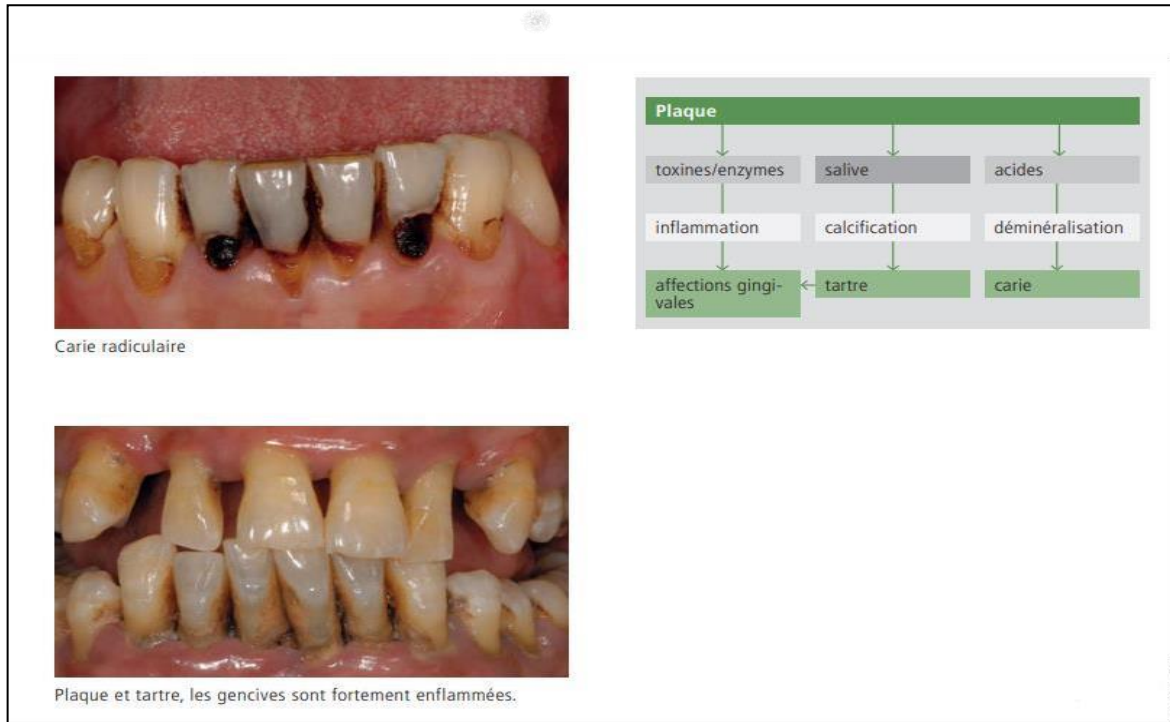 Carie radiculaire
Plaque
toxines/enzymes
salive
acides
inflammation
calcification
déminéralisation
affections gingi-
vales
tartre
carie
Plaque et tartre, les gencives sont fortement enflammées.